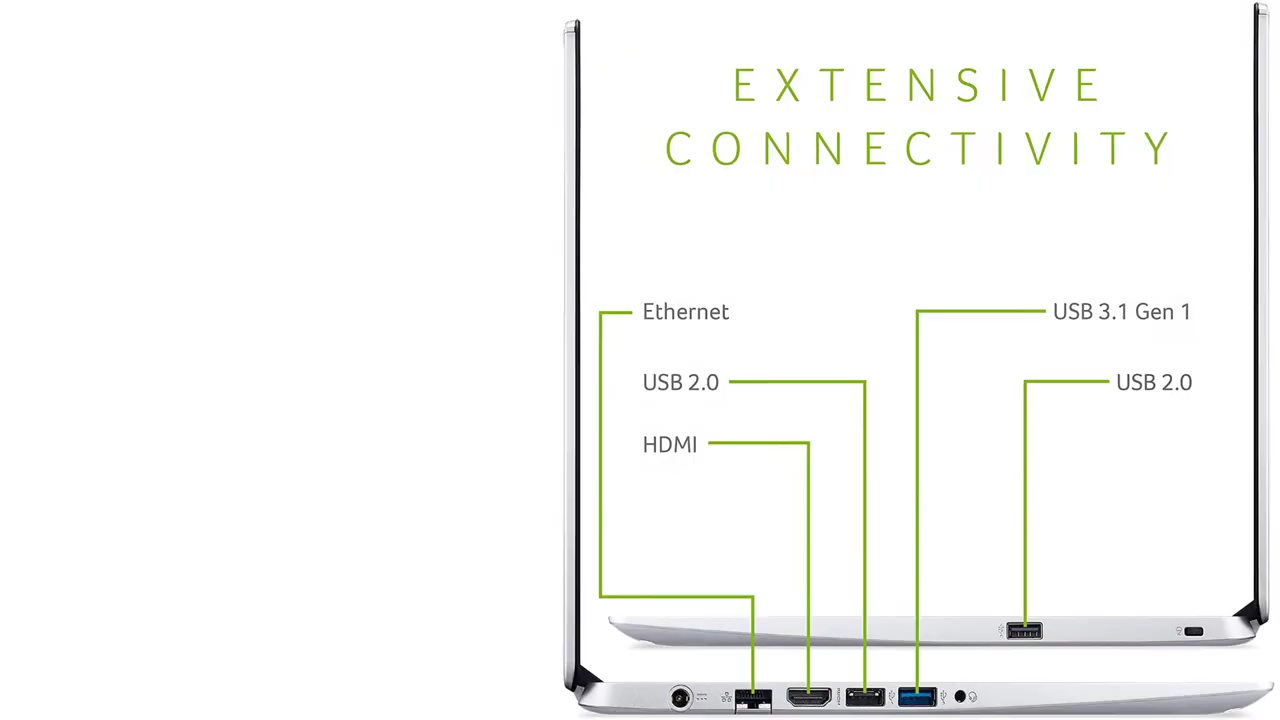 EXTENSIVE
CONNECTIVITY
Ethernet
USB 3.1 Gen 1
USB 2.0
USB 2.0
HDMI